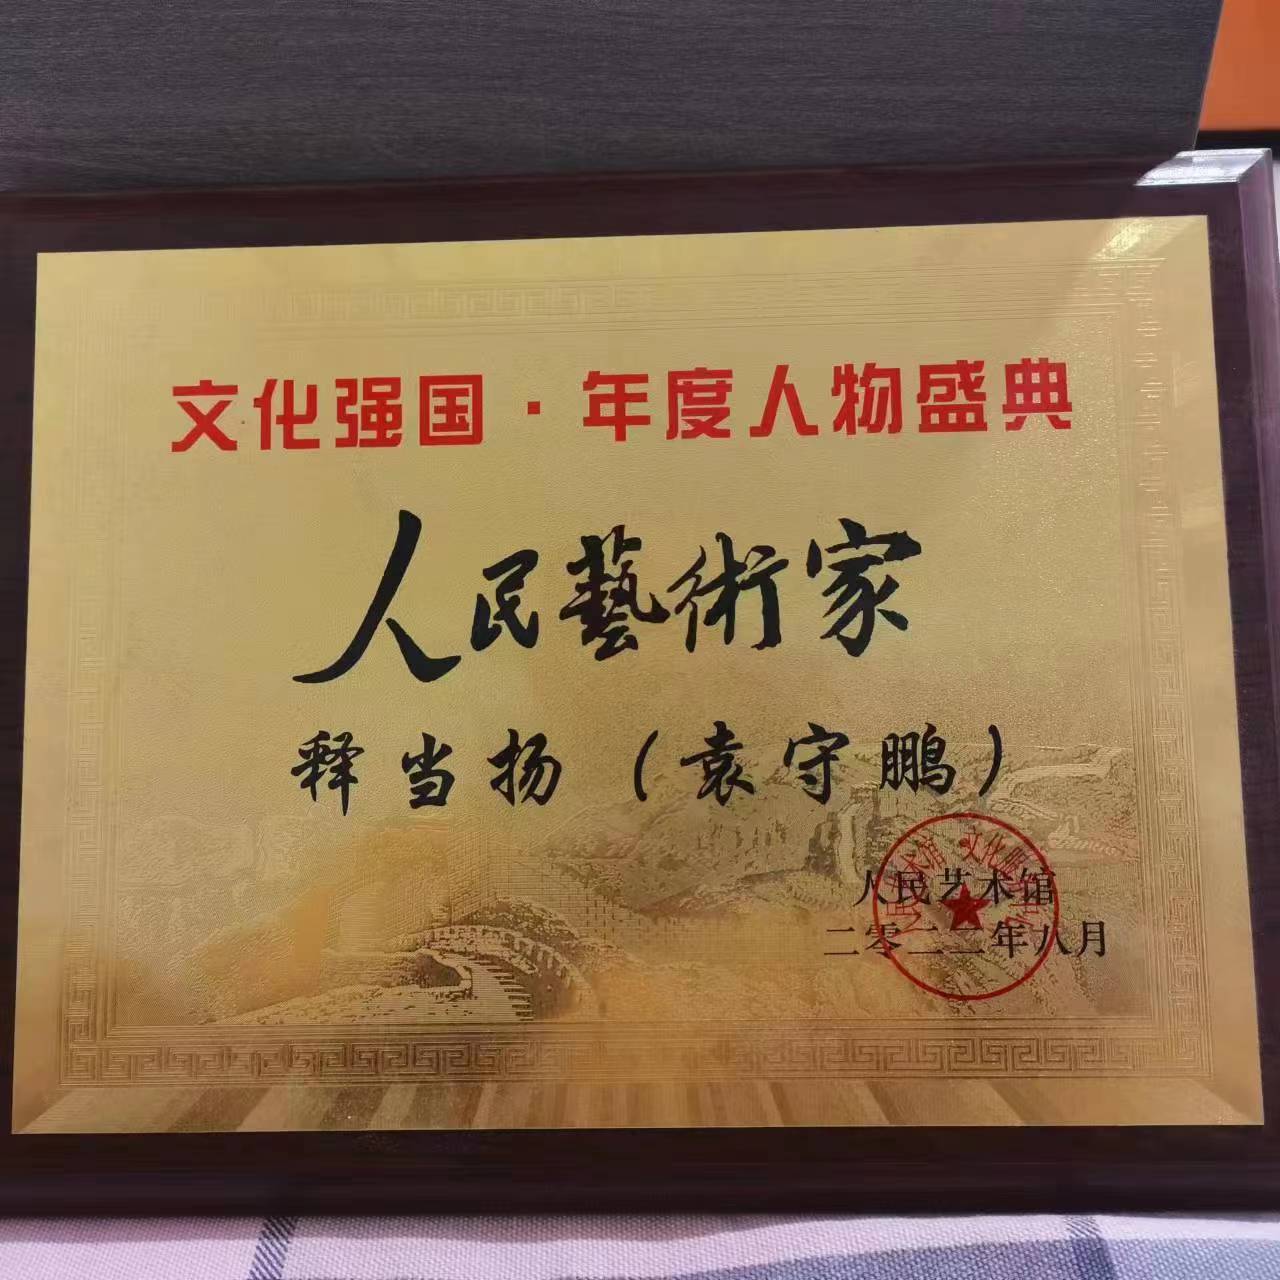 文化强国·年度人物盛典
人民藝術家
释当扬（袁守鹏）
人民艺术馆
二零二二年八月